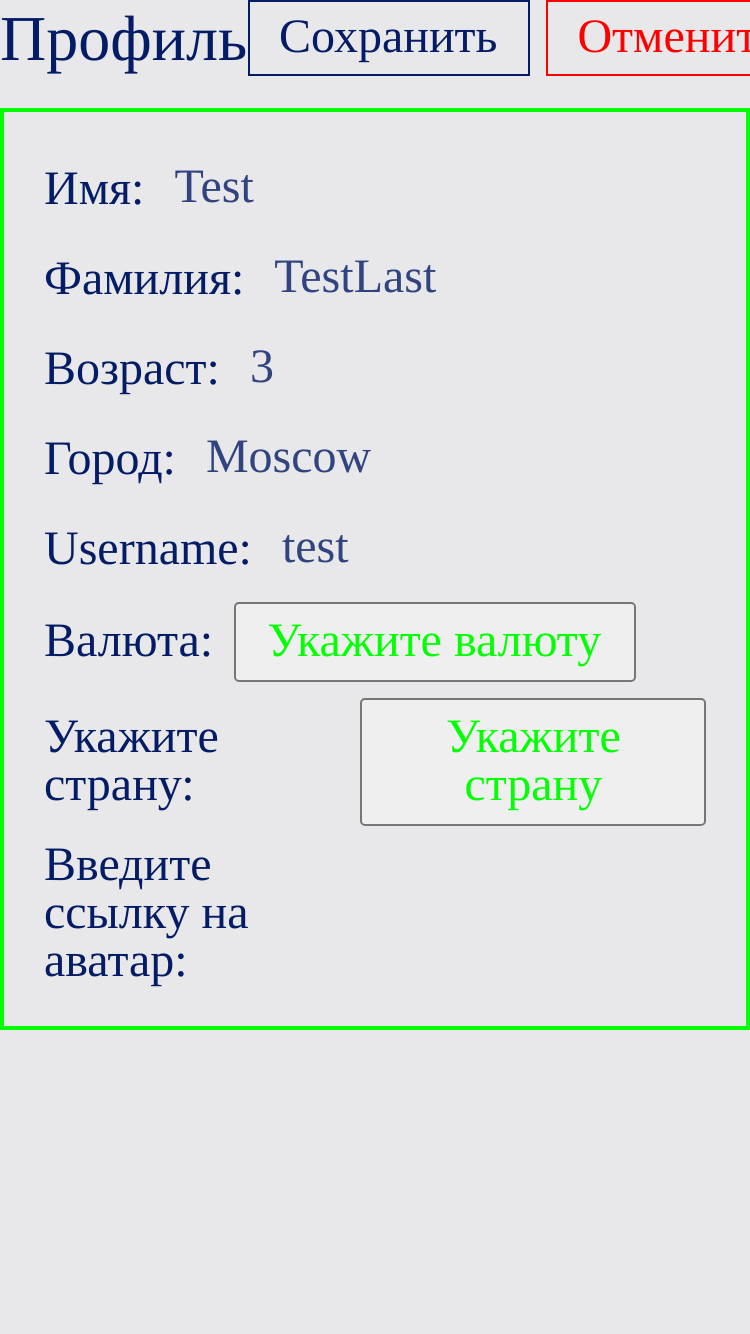 Профиль Сохранить Отменит
Имя: Test
Фамилия: TestLast
Возраст: 3
Город: Moscow
Username: test
Валюта: Укажите валюту
Укажите Укажите
страну: страну
Введите
ссылку на
аватар: